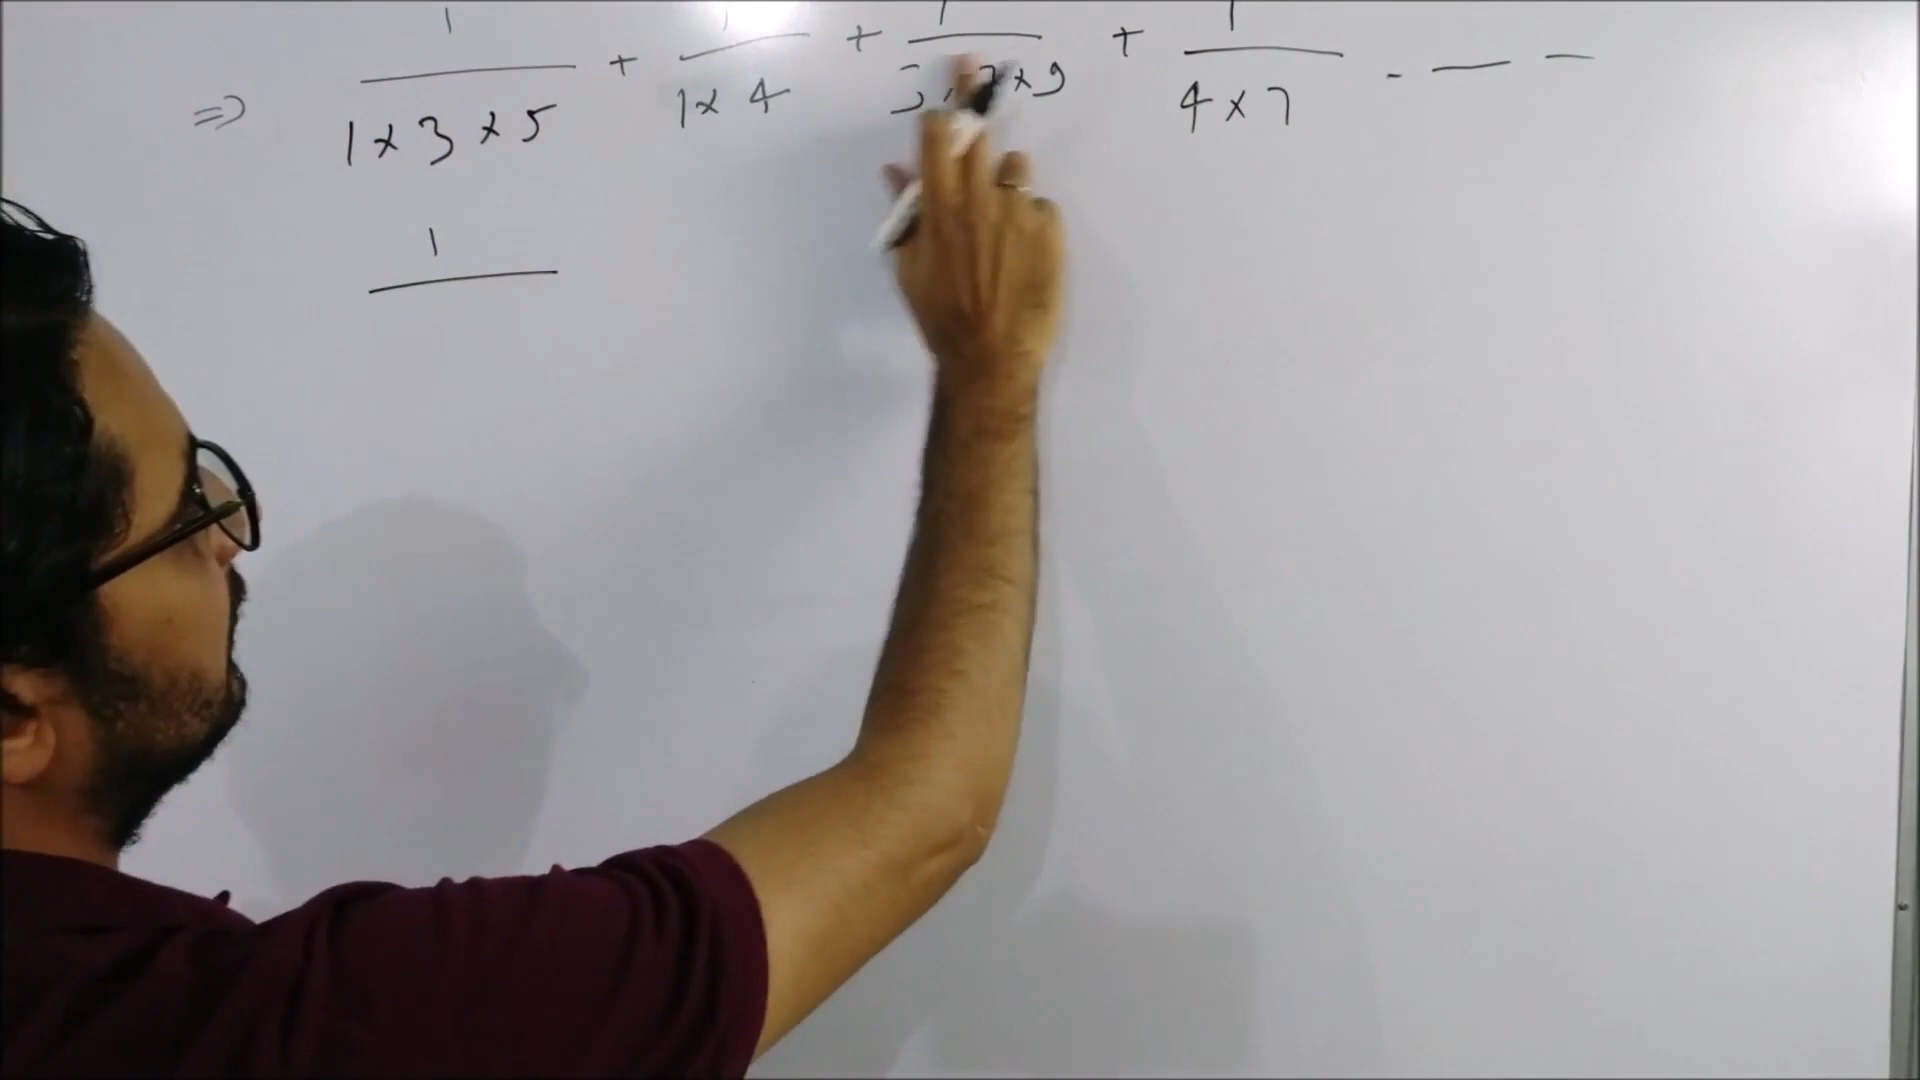 ⇒ 1/(1×3×5) + 1/(1×4) + 1/(3×7×9) + 1/(4×7) - — —
1/